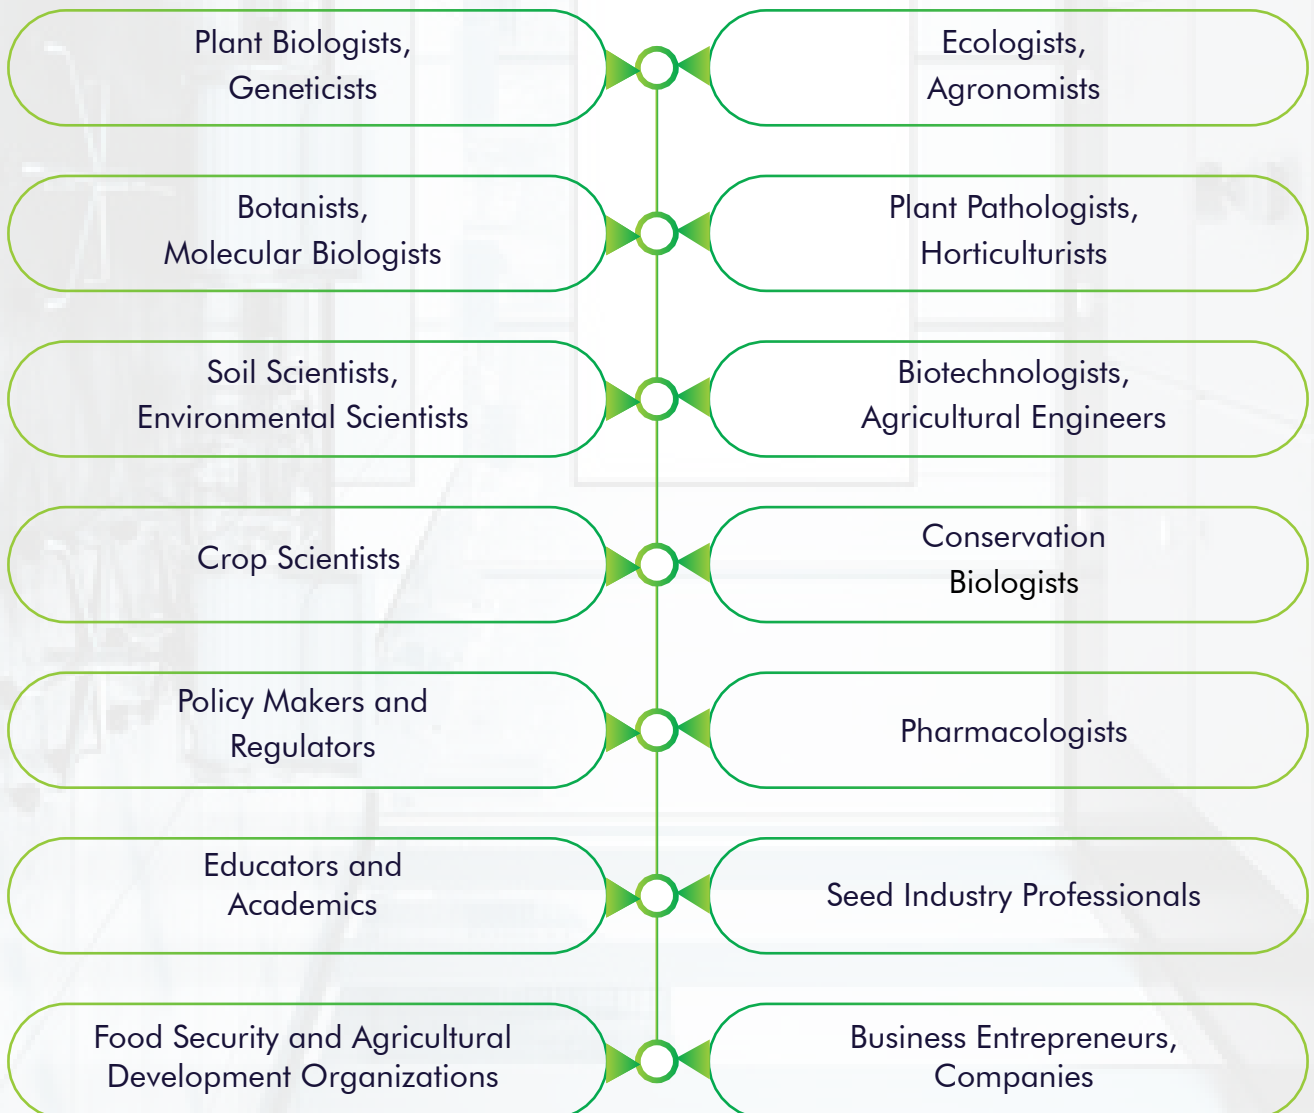 Plant Biologists,
Geneticists
Ecologists,
Agronomists
Botanists,
Molecular Biologists
Plant Pathologists,
Horticulturists
Soil Scientists,
Environmental Scientists
Biotechnologists,
Agricultural Engineers
Crop Scientists
Conservation
Biologists
Policy Makers and
Regulators
Pharmacologists
Educators and
Academics
Seed Industry Professionals
Food Security and Agricultural
Development Organizations
Business Entrepreneurs,
Companies